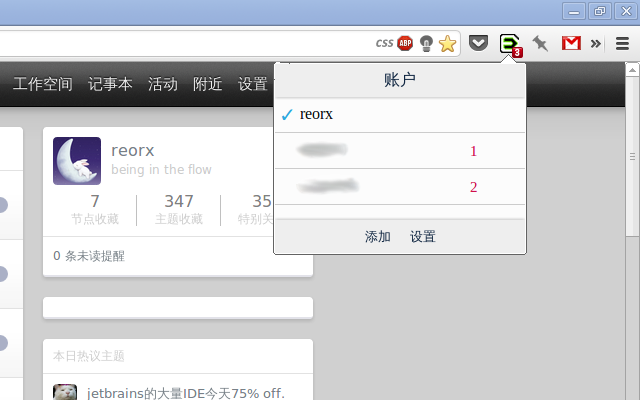 CSS ABP
3
工作空间 记事本 活动 附近 设置
账户
✓ reorx
1
2
添加 设置
reorx
being in the flow
7 347 35
节点收藏 主题收藏 特别关
0 条未读提醒
本日热议主题
jetbrains的大量IDE今天75% off.